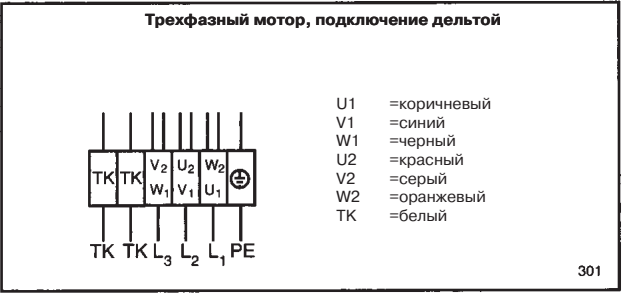 Трехфазный мотор, подключение дельтой
U1 =коричневый
V1 =синий
W1 =черный
U2 =красный
V2 =серый
W2 =оранжевый
TK =белый
TK TK V2 U2 W2
W1 V1 U1
TK TK L3 L2 L1 PE
301